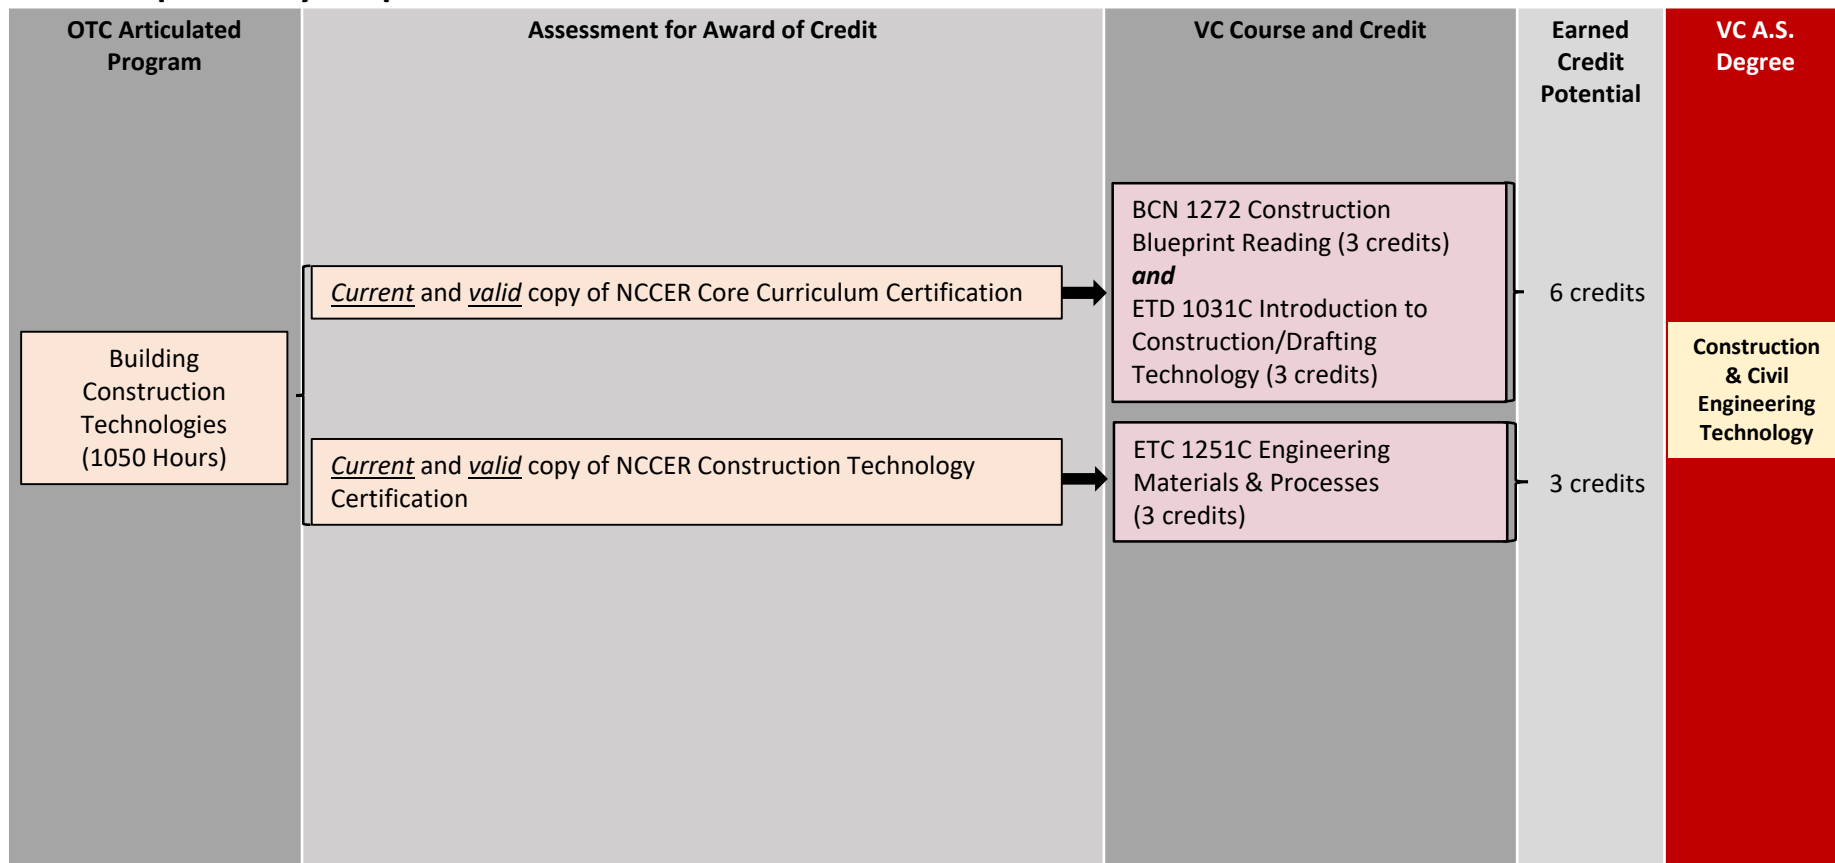 OTC Articulated
Program
Assessment for Award of Credit
VC Course and Credit
Earned
Credit
Potential
VC A.S.
Degree
Building
Construction
Technologies
(1050 Hours)
Current and valid copy of NCCER Core Curriculum Certification
BCN 1272 Construction
Blueprint Reading (3 credits)
and
ETD 1031C Introduction to
Construction/Drafting
Technology (3 credits)
6 credits
Current and valid copy of NCCER Construction Technology
Certification
ETC 1251C Engineering
Materials & Processes
(3 credits)
3 credits
Construction
& Civil
Engineering
Technology